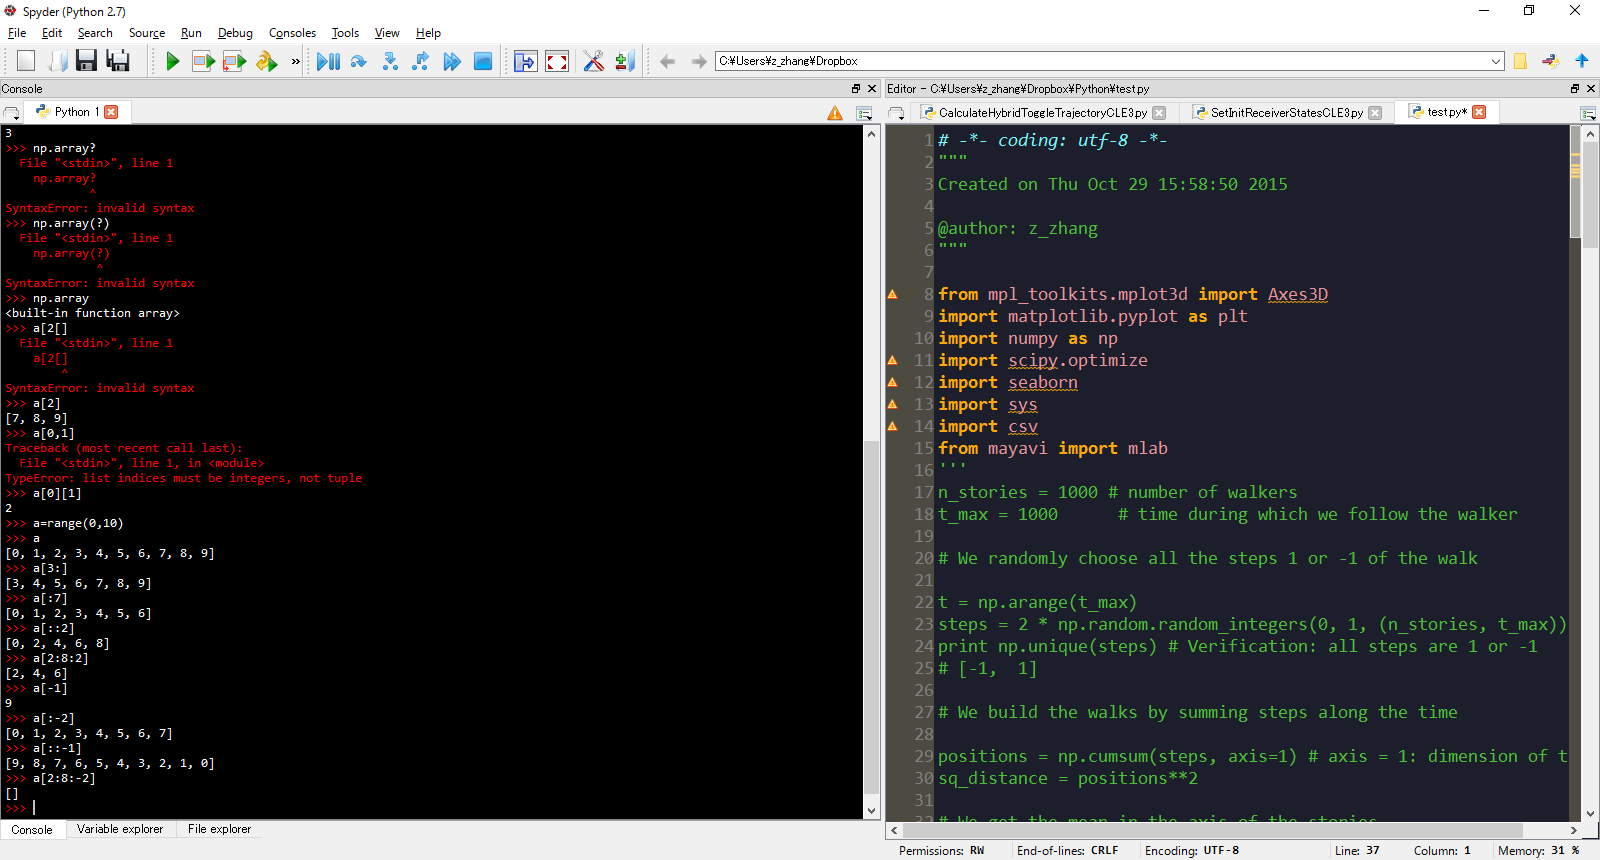 Spyder (Python 2.7)
File Edit Search Source Run Debug Consoles Tools View Help
C:¥Users¥z_zhang¥Dropbox
Console
Python 1
3
>>> np.array?
  File "<stdin>", line 1
    np.array?
            ^
SyntaxError: invalid syntax
>>> np.array(?)
  File "<stdin>", line 1
    np.array(?)
             ^
SyntaxError: invalid syntax
>>> np.array
<built-in function array>
>>> a[2[]
  File "<stdin>", line 1
    a[2[]
        ^
SyntaxError: invalid syntax
>>> a[2]
[7, 8, 9]
>>> a[0,1]
Traceback (most recent call last):
  File "<stdin>", line 1, in <module>
TypeError: list indices must be integers, not tuple
>>> a[0][1]
2
>>> a=range(0,10)
>>> a
[0, 1, 2, 3, 4, 5, 6, 7, 8, 9]
>>> a[3:]
[3, 4, 5, 6, 7, 8, 9]
>>> a[:7]
[0, 1, 2, 3, 4, 5, 6]
>>> a[::2]
[0, 2, 4, 6, 8]
>>> a[2:8:2]
[2, 4, 6]
>>> a[-1]
9
>>> a[:-2]
[0, 1, 2, 3, 4, 5, 6, 7]
>>> a[::-1]
[9, 8, 7, 6, 5, 4, 3, 2, 1, 0]
>>> a[2:8:-2]
[]
>>>
Console Variable explorer File explorer
Editor - C:¥Users¥z_zhang¥Dropbox¥Python¥test.py
CalculateHybridToggleTrajectoryCLE3.py SetInitReceiverStatesCLE3.py test.py*
1 # -*- coding: utf-8 -*-
2 """
3 Created on Thu Oct 29 15:58:50 2015
4
5 @author: z_zhang
6 """
7
8 from mpl_toolkits.mplot3d import Axes3D
9 import matplotlib.pyplot as plt
10 import numpy as np
11 import scipy.optimize
12 import seaborn
13 import sys
14 import csv
15 from mayavi import mlab
16 '''
17 n_stories = 1000 # number of walkers
18 t_max = 1000      # time during which we follow the walker
19
20 # We randomly choose all the steps 1 or -1 of the walk
21
22 t = np.arange(t_max)
23 steps = 2 * np.random.random_integers(0, 1, (n_stories, t_max))
24 print np.unique(steps) # Verification: all steps are 1 or -1
25 # [-1,  1]
26
27 # We build the walks by summing steps along the time
28
29 positions = np.cumsum(steps, axis=1) # axis = 1: dimension of t
30 sq_distance = positions**2
31
32 # We get the mean in the axis of the stories
Permissions: RW End-of-lines: CRLF Encoding: UTF-8 Line: 37 Column: 1 Memory: 31 %